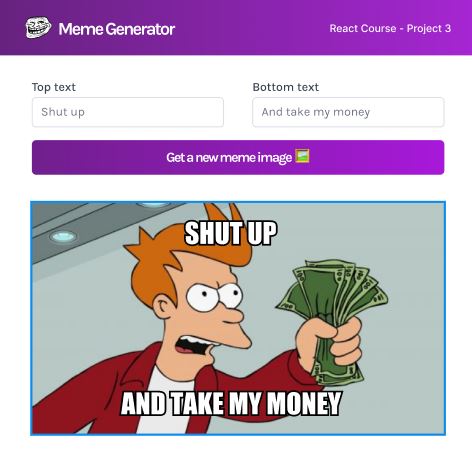 Meme Generator
React Course - Project 3
Top text
Bottom text
Shut up
And take my money
Get a new meme image
SHUT UP
AND TAKE MY MONEY